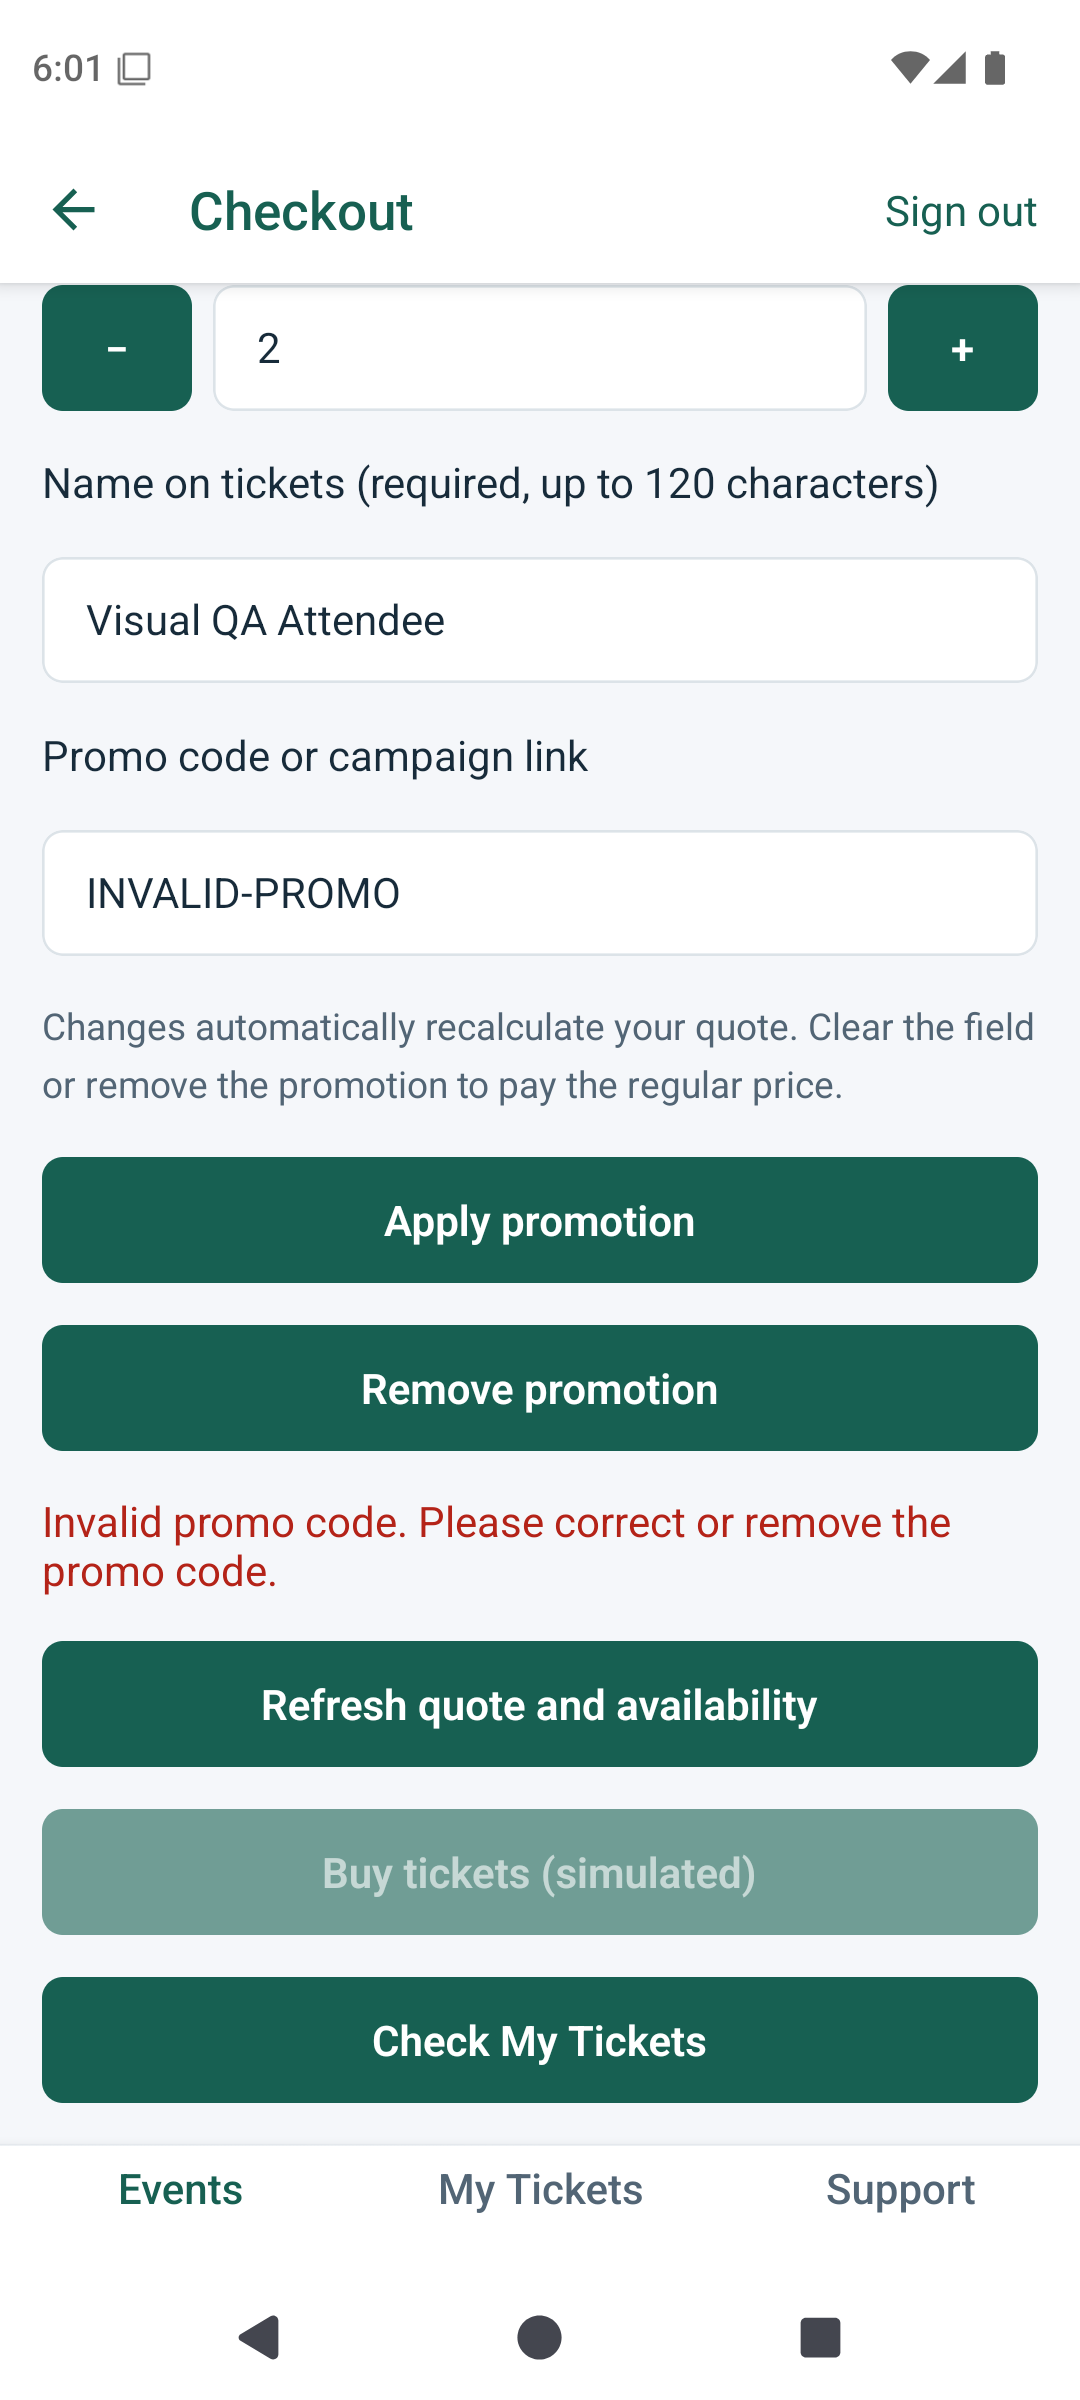 6:01
Checkout
Sign out
−
2
+
Name on tickets (required, up to 120 characters)
Visual QA Attendee
Promo code or campaign link
INVALID-PROMO
Changes automatically recalculate your quote. Clear the field
or remove the promotion to pay the regular price.
Apply promotion
Remove promotion
Invalid promo code. Please correct or remove the
promo code.
Refresh quote and availability
Buy tickets (simulated)
Check My Tickets
Events
My Tickets
Support